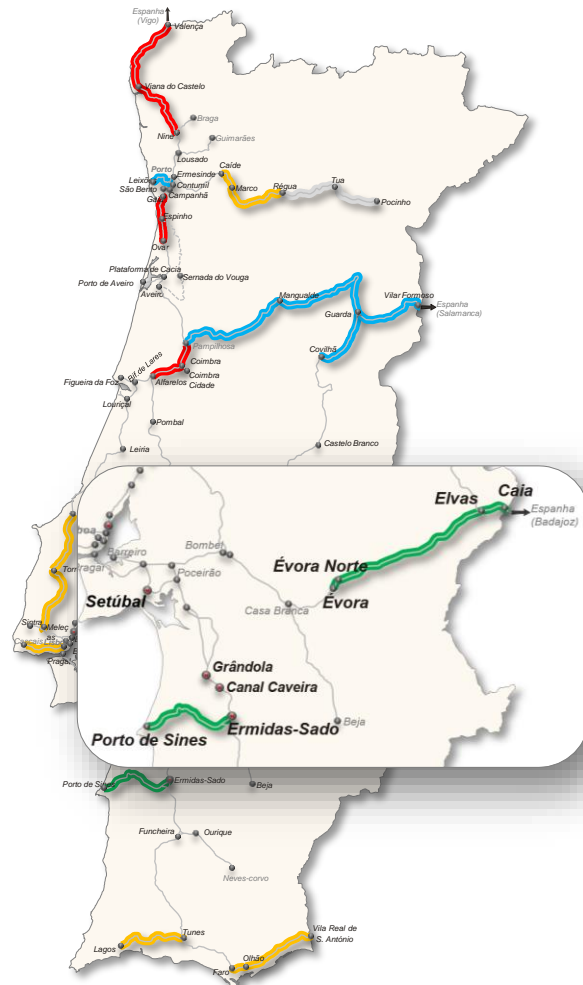 Espanha
(Vigo)
Valença
Viana do Castelo
Braga
Nine
Guimarães
Lousado
Porto
Ermesinde
Caíde
Leixões
Contumil
São Bento
Campanhã
Gaia
Marco
Régua
Tua
Pocinho
Espinho
Ovar
Plataforma de Cacia
Porto de Aveiro
Sernada do Vouga
Aveiro
Mangualde
Vilar Formoso
Espanha
(Salamanca)
Guarda
Pampilhosa
Covilhã
Bif.de Lares
Coimbra
Coimbra
Cidade
Figueira da Foz
Alfarelos
Louriçal
Pombal
Leiria
Castelo Branco
Elvas
Caia
Espanha
(Badajoz)
Barreiro
Bombel
Évora Norte
Poceirão
Évora
Setúbal
Casa Branca
Sintra
Meleç
as
Cascais
Grândola
Canal Caveira
Beja
Porto de Sines
Ermidas-Sado
Porto de Sines
Ermidas-Sado
Beja
Funcheira
Ourique
Neves-corvo
Tunes
Lagos
Vila Real de
S. António
Olhão
Faro